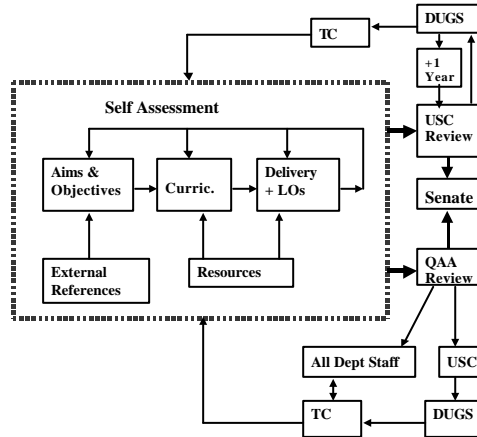 DUGS
TC
+1
Year
Self Assessment
USC
Review
Aims &
Objectives
Curric.
Delivery
+ LOs
Senate
External
References
Resources
QAA
Review
All Dept Staff
USC
TC
DUGS